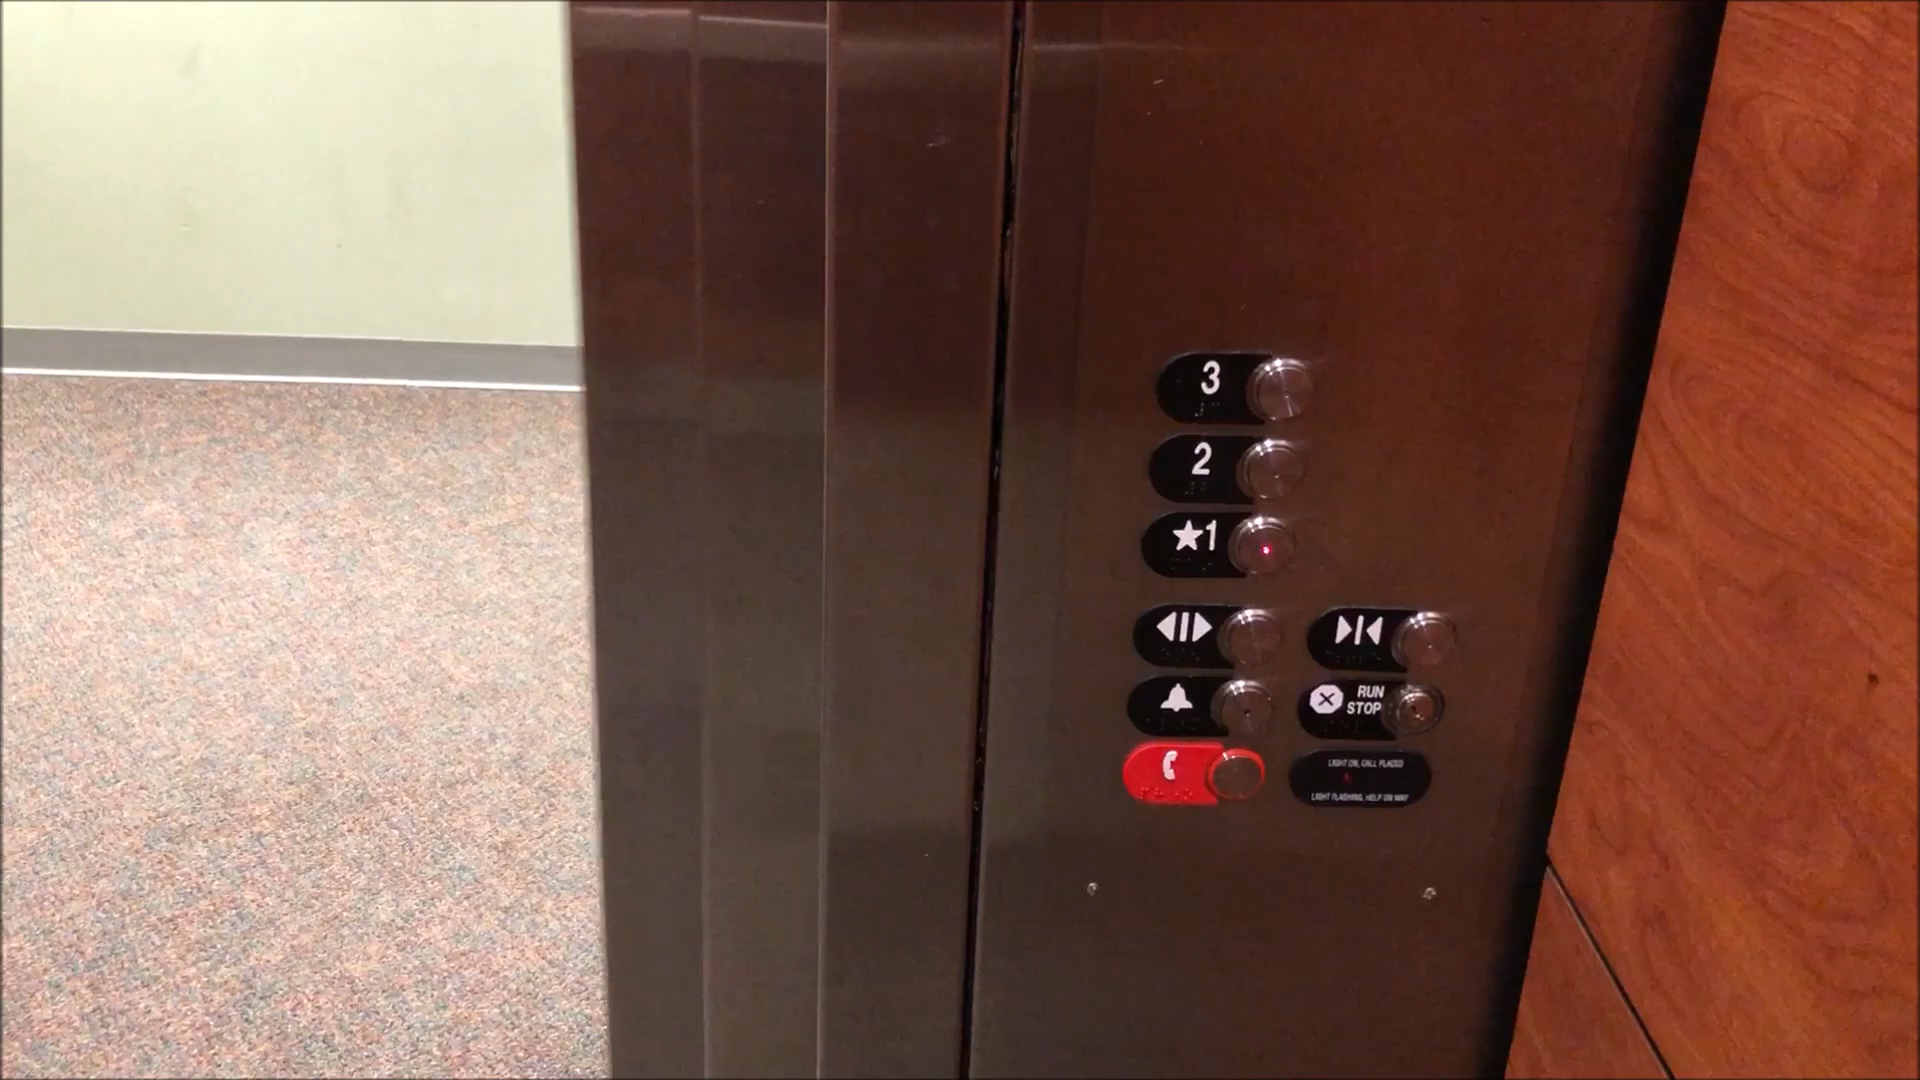 3
2
★1
RUN
STOP
LIGHT ON, CALL PLACED
LIGHT FLASHING, HELP ON WAY